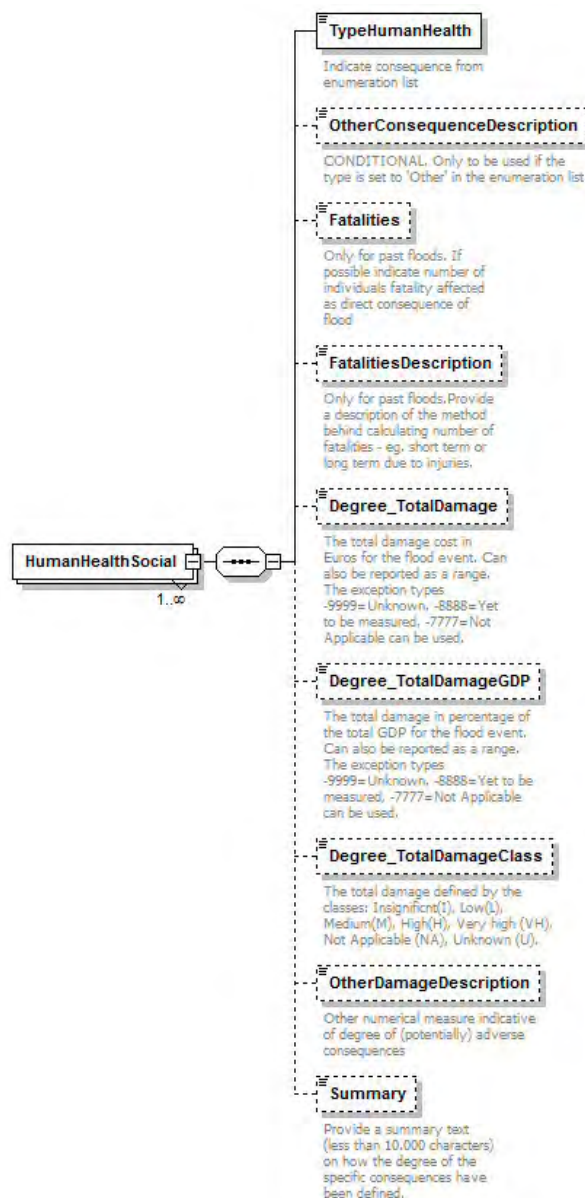 TypeHumanHealth
Indicate consequence from
enumeration list
OtherConsequenceDescription
CONDITIONAL. Only to be used if the
type is set to 'Other' in the enumeration list
Fatalities
Only for past floods. If
possible indicate number of
individuals fatality affected
as direct consequence of
flood
FatalitiesDescription
Only for past floods.Provide
a description of the method
behind calculating number of
fatalities - eg. short term or
long term due to injuries.
Degree_TotalDamage
The total damage cost in
Euros for the flood event. Can
also be reported as a range.
The exception types
-9999=Unknown, -8888=Yet
to be measured, -7777=Not
Applicable can be used.
HumanHealthSocial
1..∞
Degree_TotalDamageGDP
The total damage in percentage of
the total GDP for the flood event.
Can also be reported as a range.
The exception types
-9999=Unknown, -8888=Yet to be
measured, -7777=Not Applicable
can be used.
Degree_TotalDamageClass
The total damage defined by the
classes: Insignificnt(I), Low(L),
Medium(M), High(H), Very high (VH),
Not Applicable (NA), Unknown (U).
OtherDamageDescription
Other numerical measure indicative
of degree of (potentially) adverse
consequences
Summary
Provide a summary text
(less than 10.000 characters)
on how the degree of the
specific consequences have
been defined.